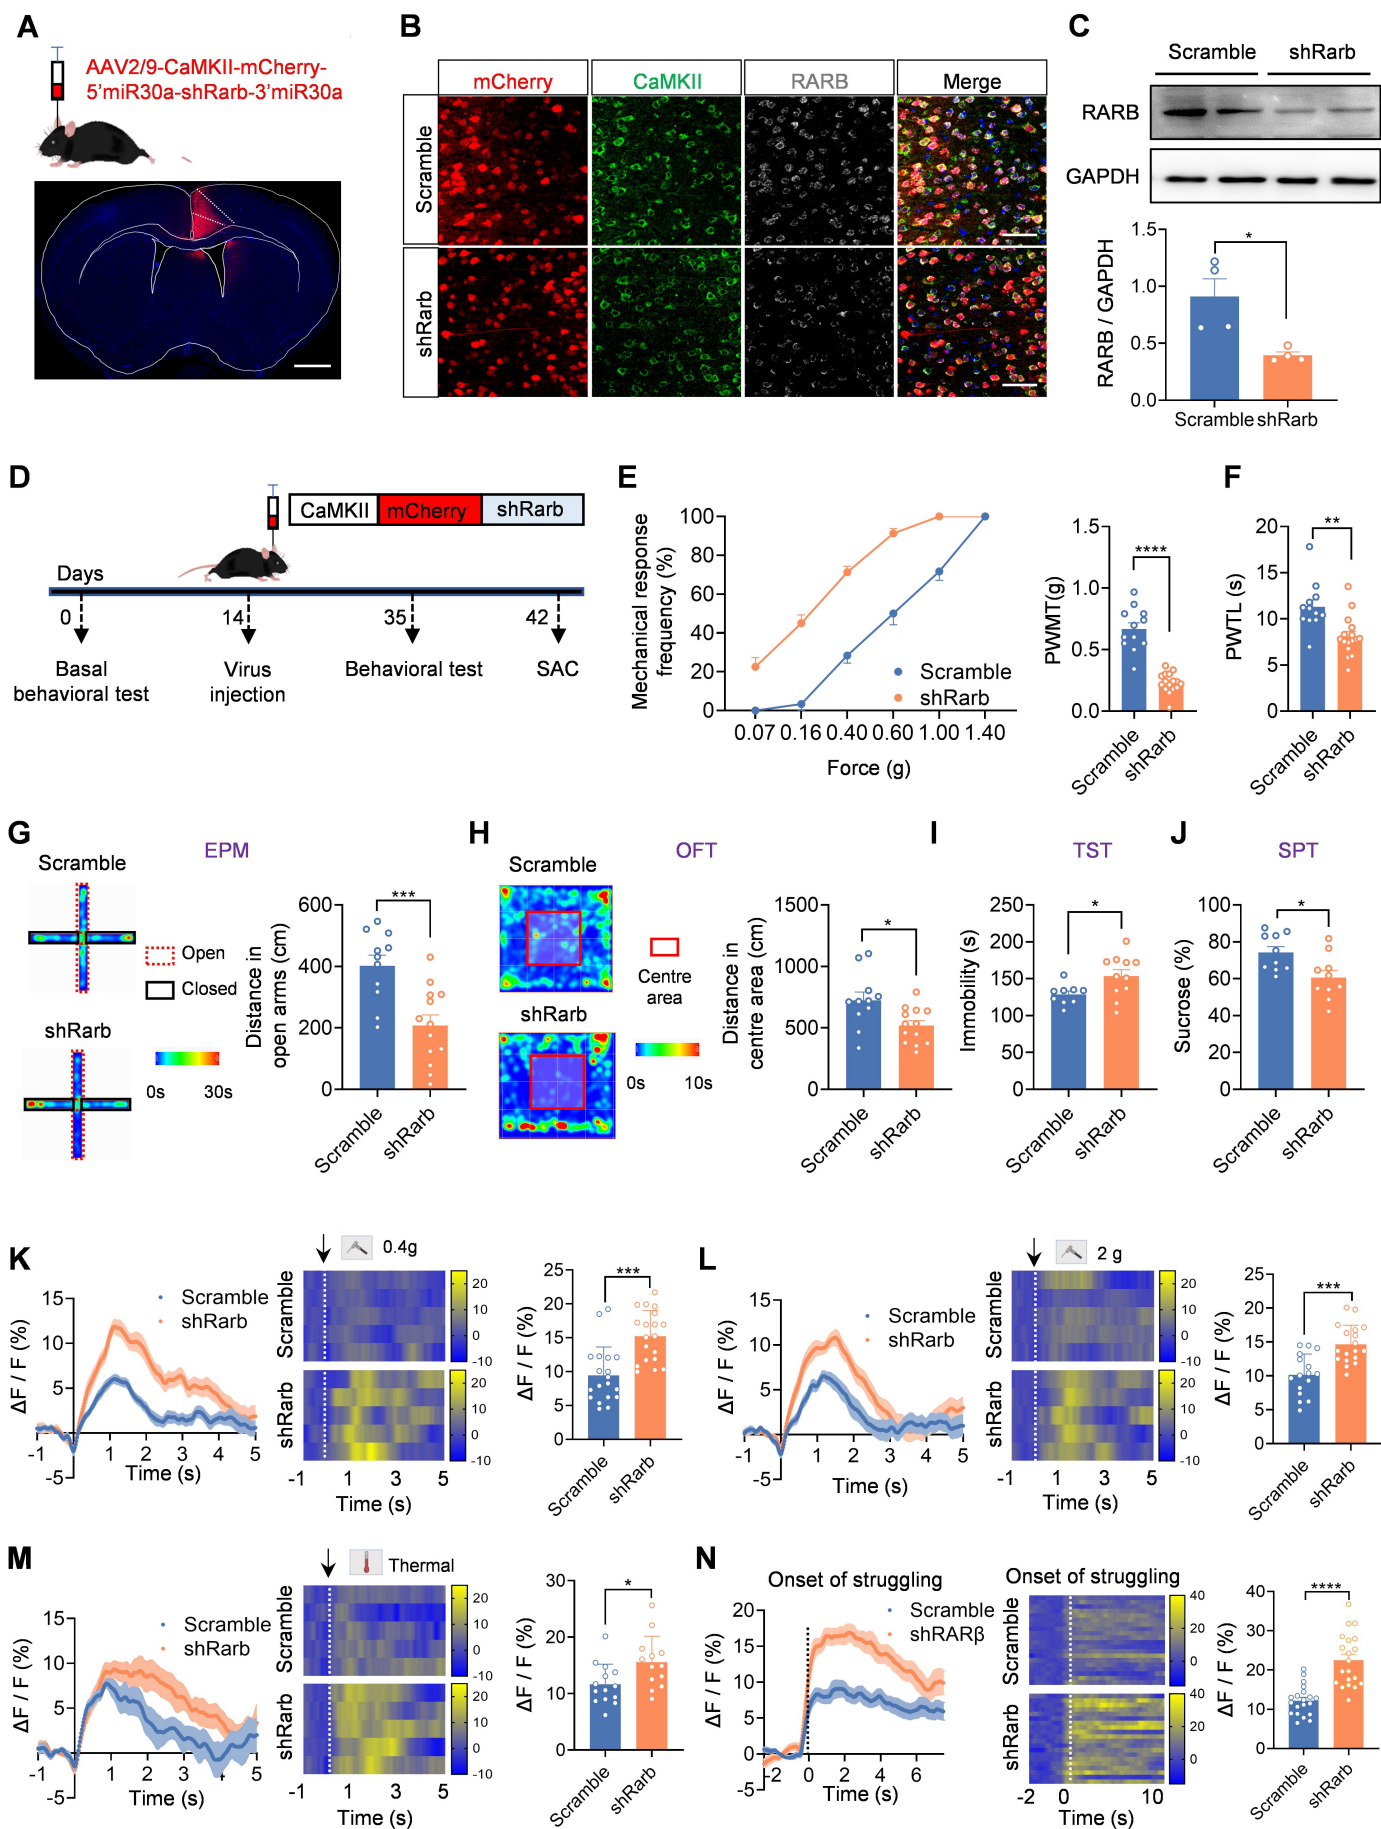 A
AAV2/9-CaMKII-mCherry-
5'miR30a-shRarb-3'miR30a
B
mCherry
CaMKII
RARB
Merge
Scramble
shRarb
C
Scramble
shRarb
RARB
GAPDH
RARB / GAPDH
1.5
1.0
0.5
0.0
*
Scramble
shRarb
D
CaMKII
mCherry
shRarb
Days
0
14
35
42
Basal
behavioral test
Virus
injection
Behavioral test
SAC
E
Mechanical response
frequency (%)
100
80
60
40
20
0
Scramble
shRarb
0.07 0.16 0.40 0.60 1.00 1.40
Force (g)
PWMT(g)
1.5
1.0
0.5
0.0
****
Scramble
shRarb
F
PWTL (s)
20
15
10
5
0
**
Scramble
shRarb
G
EPM
Scramble
shRarb
Open
Closed
0s
30s
Distance in
open arms (cm)
600
400
200
0
***
Scramble
shRarb
H
OFT
Scramble
shRarb
Centre
area
0s
10s
Distance in
centre area (cm)
1500
1000
500
0
*
Scramble
shRarb
I
TST
Immobility (s)
250
200
150
100
50
0
*
Scramble
shRarb
J
SPT
Sucrose (%)
100
80
60
40
20
0
*
Scramble
shRarb
K
ΔF / F (%)
15
10
5
-5
-1
1
2
3
4
5
Time (s)
Scramble
shRarb
0.4g
Scramble
shRarb
20
10
0
-10
20
10
0
-10
-1
1
3
5
Time (s)
ΔF / F (%)
25
20
15
10
5
0
***
Scramble
shRarb
L
ΔF / F (%)
15
10
5
-5
-1
1
2
3
4
5
Time (s)
Scramble
shRarb
2 g
Scramble
shRarb
20
10
0
-10
20
10
0
-10
-1
1
3
5
Time (s)
ΔF / F (%)
25
20
15
10
5
0
***
Scramble
shRarb
M
ΔF / F (%)
15
10
5
-5
-1
1
2
3
4
5
Time (s)
Scramble
shRarb
Thermal
Scramble
shRarb
20
10
0
-10
20
10
0
-10
-1
1
3
5
Time (s)
ΔF / F (%)
30
20
10
0
*
Scramble
shRarb
N
Onset of struggling
ΔF / F (%)
20
15
10
5
0
-5
-2
0
2
4
6
Time (s)
Scramble
shRARβ
Onset of struggling
Scramble
shRarb
40
20
0
40
20
0
-2
0
10
Time (s)
ΔF / F (%)
40
30
20
10
0
****
Scramble
shRarb